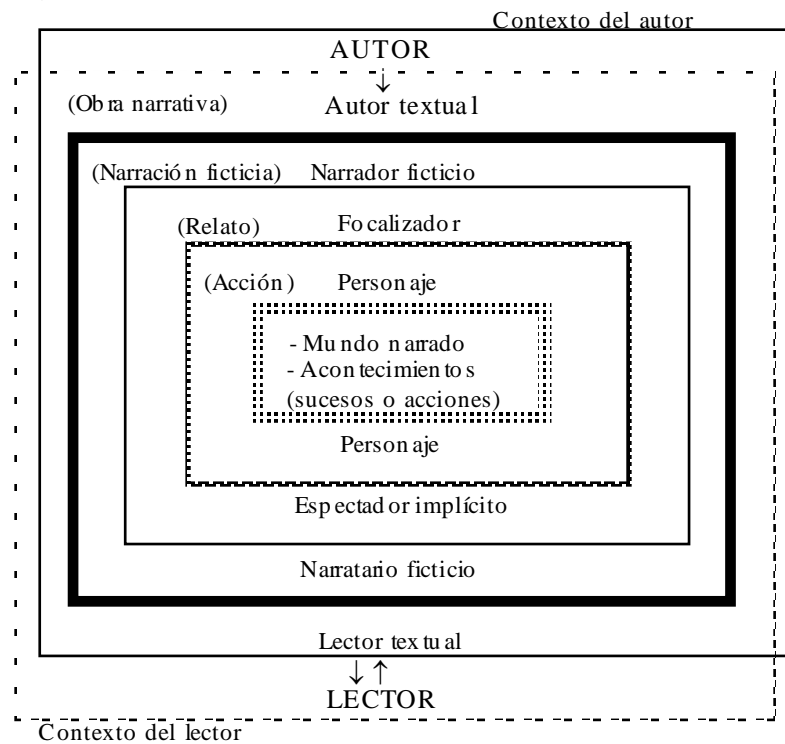 Contexto del autor
AUTOR
↓
(Obra narrativa) Autor textual
(Narración ficticia) Narrador ficticio
(Relato) Focalizador
(Acción) Personaje
- Mundo narrado
- Acontecimientos
(sucesos o acciones)
Personaje
Espectador implícito
Narratario ficticio
Lector textual
↓ ↑
LECTOR
Contexto del lector